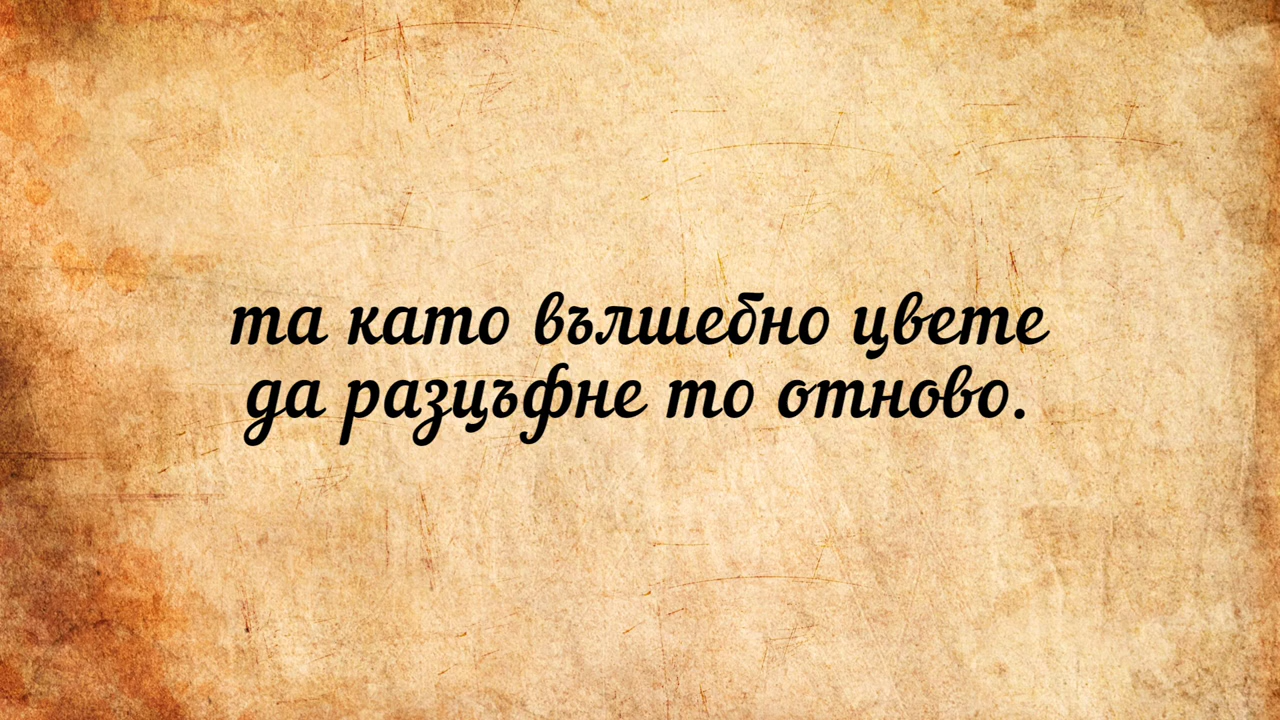 та като вълшебно цвете
да разцъфне то отново.